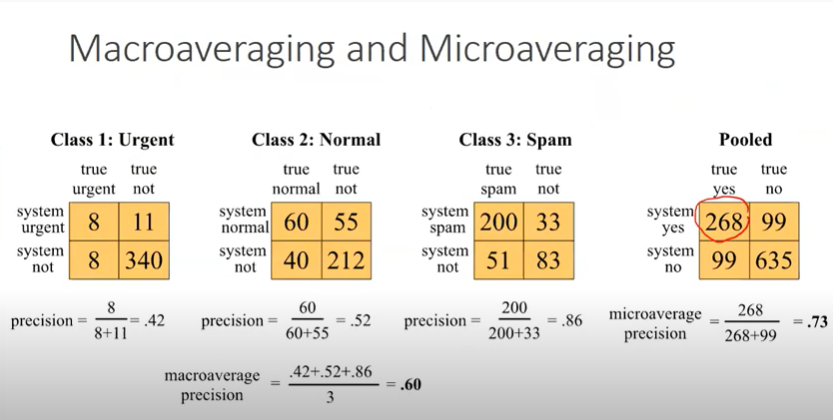 Macroaveraging and Microaveraging
Class 1: Urgent
true true
urgent not
system urgent 8 11
system not 8 340
precision = 8 / 8+11 = .42
Class 2: Normal
true true
normal not
system normal 60 55
system not 40 212
precision = 60 / 60+55 = .52
Class 3: Spam
true true
spam not
system spam 200 33
system not 51 83
precision = 200 / 200+33 = .86
Pooled
true true
yes no
system yes 268 99
system no 99 635
microaverage precision = 268 / 268+99 = .73
macroaverage precision = .42+.52+.86 / 3 = .60